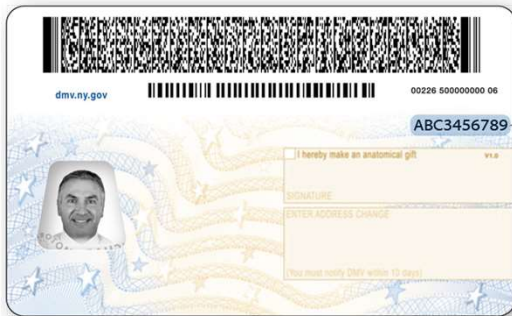 dmv.ny.gov
00226 500000000 06
ABC3456789
I hereby make an anatomical gift
V1.0
SIGNATURE
ENTER ADDRESS CHANGE
(You must notify DMV within 10 days)